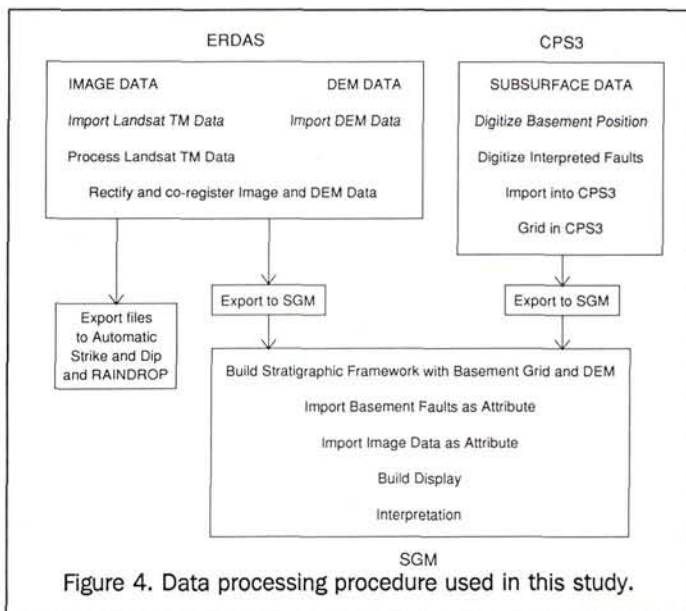 ERDAS
IMAGE DATA
DEM DATA
Import Landsat TM Data
Import DEM Data
Process Landsat TM Data
Rectify and co-register Image and DEM Data
CPS3
SUBSURFACE DATA
Digitize Basement Position
Digitize Interpreted Faults
Import into CPS3
Grid in CPS3
Export files
to Automatic
Strike and Dip
and RAINDROP
Export to SGM
Export to SGM
Build Stratigraphic Framework with Basement Grid and DEM
Import Basement Faults as Attribute
Import Image Data as Attribute
Build Display
Interpretation
SGM
Figure 4. Data processing procedure used in this study.